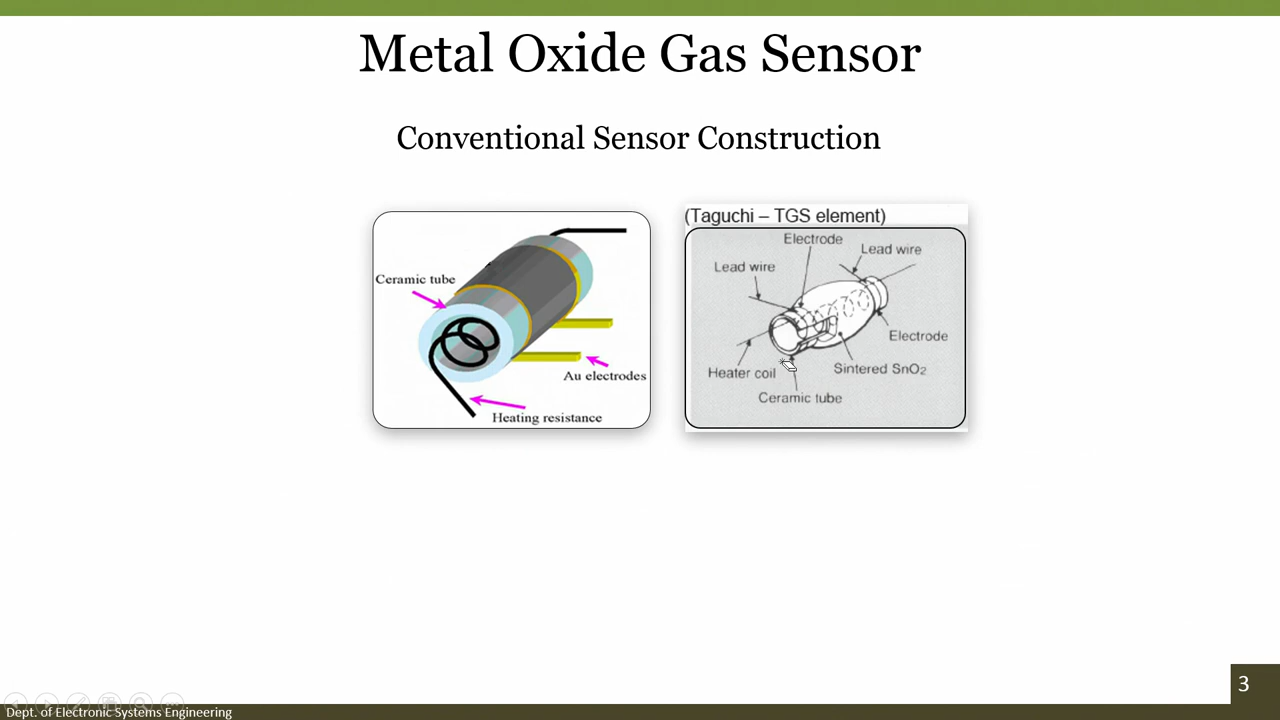 Metal Oxide Gas Sensor
Conventional Sensor Construction
Ceramic tube
Au electrodes
Heating resistance
(Taguchi – TGS element)
Electrode
Lead wire
Lead wire
Electrode
Heater coil
Sintered SnO₂
Ceramic tube
3
Dept. of Electronic Systems Engineering